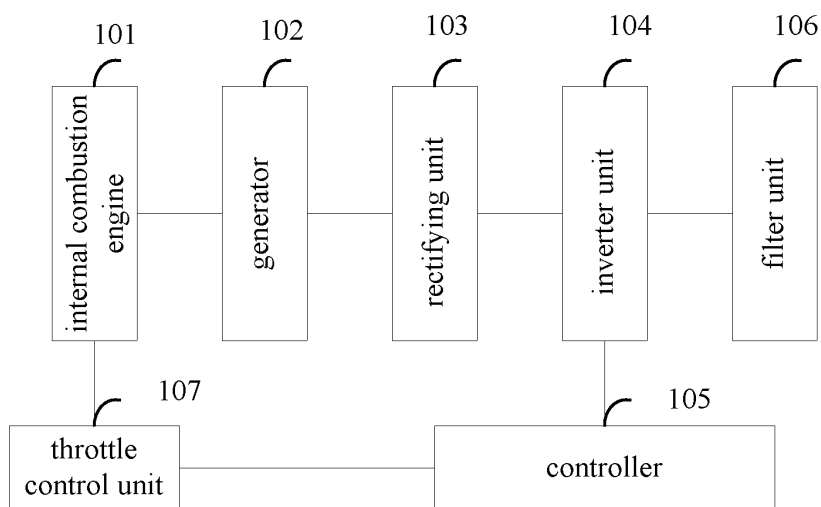 101
102
103
104
106
internal combustion
engine
generator
rectifying unit
inverter unit
filter unit
107
105
throttle
control unit
controller